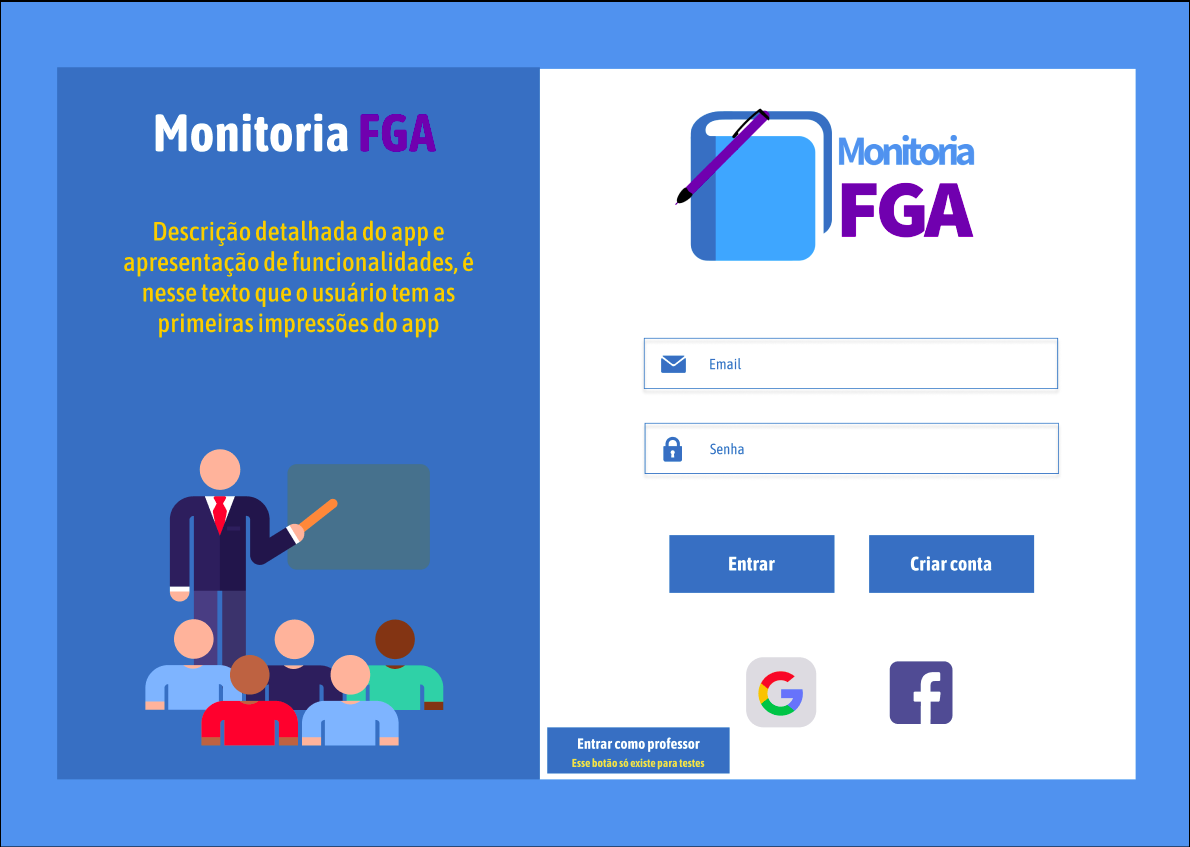 Monitoria FGA
Descrição detalhada do app e
apresentação de funcionalidades, é
nesse texto que o usuário tem as
primeiras impressões do app
Monitoria
FGA
Email
Senha
Entrar
Criar conta
Entrar como professor
Esse botão só existe para testes